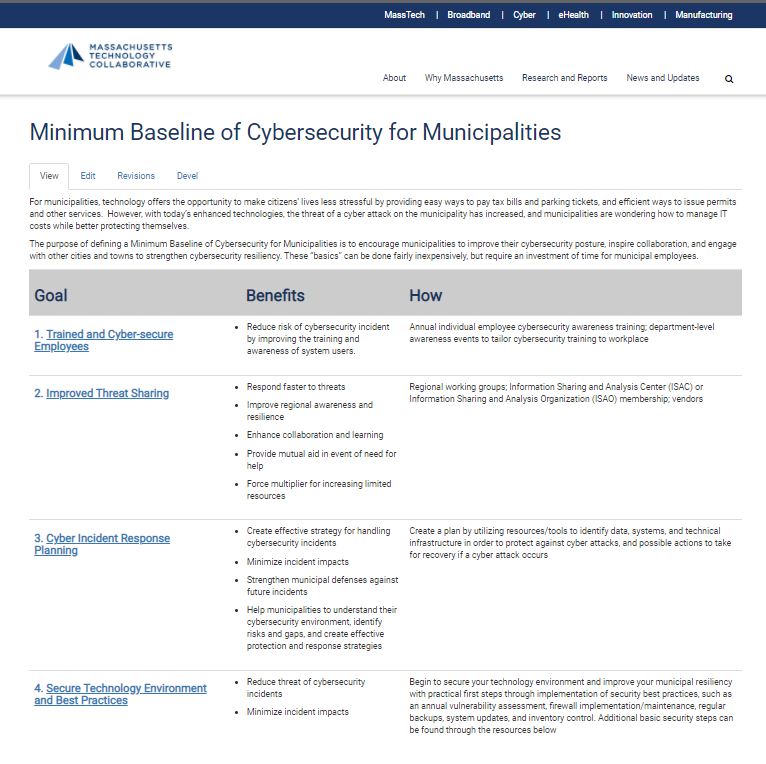 MassTech | Broadband | Cyber | eHealth | Innovation | Manufacturing
MASSACHUSETTS
TECHNOLOGY
COLLABORATIVE
About Why Massachusetts Research and Reports News and Updates
Minimum Baseline of Cybersecurity for Municipalities
View Edit Revisions Devel
For municipalities, technology offers the opportunity to make citizens' lives less stressful by providing easy ways to pay tax bills and parking tickets, and efficient ways to issue permits
and other services. However, with today's enhanced technologies, the threat of a cyber attack on the municipality has increased, and municipalities are wondering how to manage IT
costs while better protecting themselves.
The purpose of defining a Minimum Baseline of Cybersecurity for Municipalities is to encourage municipalities to improve their cybersecurity posture, inspire collaboration, and engage
with other cities and towns to strengthen cybersecurity resiliency. These "basics" can be done fairly inexpensively, but require an investment of time for municipal employees.
Goal Benefits How
1. Trained and Cyber-secure
Employees
• Reduce risk of cybersecurity incident
by improving the training and
awareness of system users.
Annual individual employee cybersecurity awareness training; department-level
awareness events to tailor cybersecurity training to workplace
2. Improved Threat Sharing
• Respond faster to threats
• Improve regional awareness and
resilience
• Enhance collaboration and learning
• Provide mutual aid in event of need for
help
• Force multiplier for increasing limited
resources
Regional working groups; Information Sharing and Analysis Center (ISAC) or
Information Sharing and Analysis Organization (ISAO) membership; vendors
3. Cyber Incident Response
Planning
• Create effective strategy for handling
cybersecurity incidents
• Minimize incident impacts
• Strengthen municipal defenses against
future incidents
• Help municipalities to understand their
cybersecurity environment, identify
risks and gaps, and create effective
protection and response strategies
Create a plan by utilizing resources/tools to identify data, systems, and technical
infrastructure in order to protect against cyber attacks, and possible actions to take
for recovery if a cyber attack occurs
4. Secure Technology Environment
and Best Practices
• Reduce threat of cybersecurity
incidents
• Minimize incident impacts
Begin to secure your technology environment and improve your municipal resiliency
with practical first steps through implementation of security best practices, such as
an annual vulnerability assessment, firewall implementation/maintenance, regular
backups, system updates, and inventory control. Additional basic security steps can
be found through the resources below